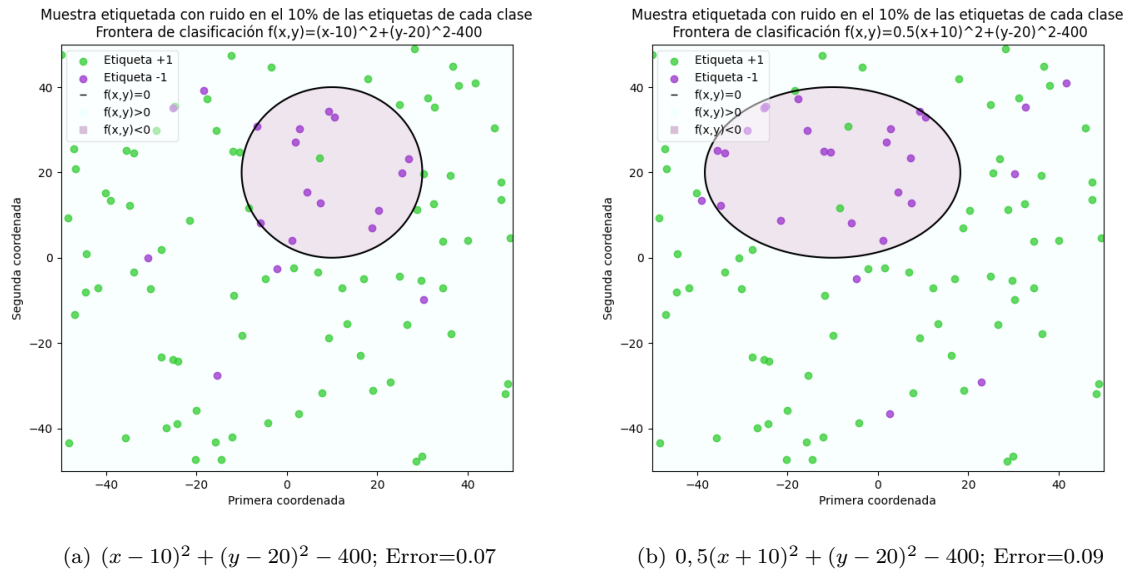 Muestra etiquetada con ruido en el 10% de las etiquetas de cada clase
Frontera de clasificación f(x,y)=(x-10)^2+(y-20)^2-400
Etiqueta +1
Etiqueta -1
f(x,y)=0
f(x,y)>0
f(x,y)<0
40
20
0
−20
−40
Segunda coordenada
−40
−20
0
20
40
Primera coordenada
(a) (x − 10)² + (y − 20)² − 400; Error=0.07
Muestra etiquetada con ruido en el 10% de las etiquetas de cada clase
Frontera de clasificación f(x,y)=0.5(x+10)^2+(y-20)^2-400
Etiqueta +1
Etiqueta -1
f(x,y)=0
f(x,y)>0
f(x,y)<0
40
20
0
−20
−40
Segunda coordenada
−40
−20
0
20
40
Primera coordenada
(b) 0,5(x + 10)² + (y − 20)² − 400; Error=0.09